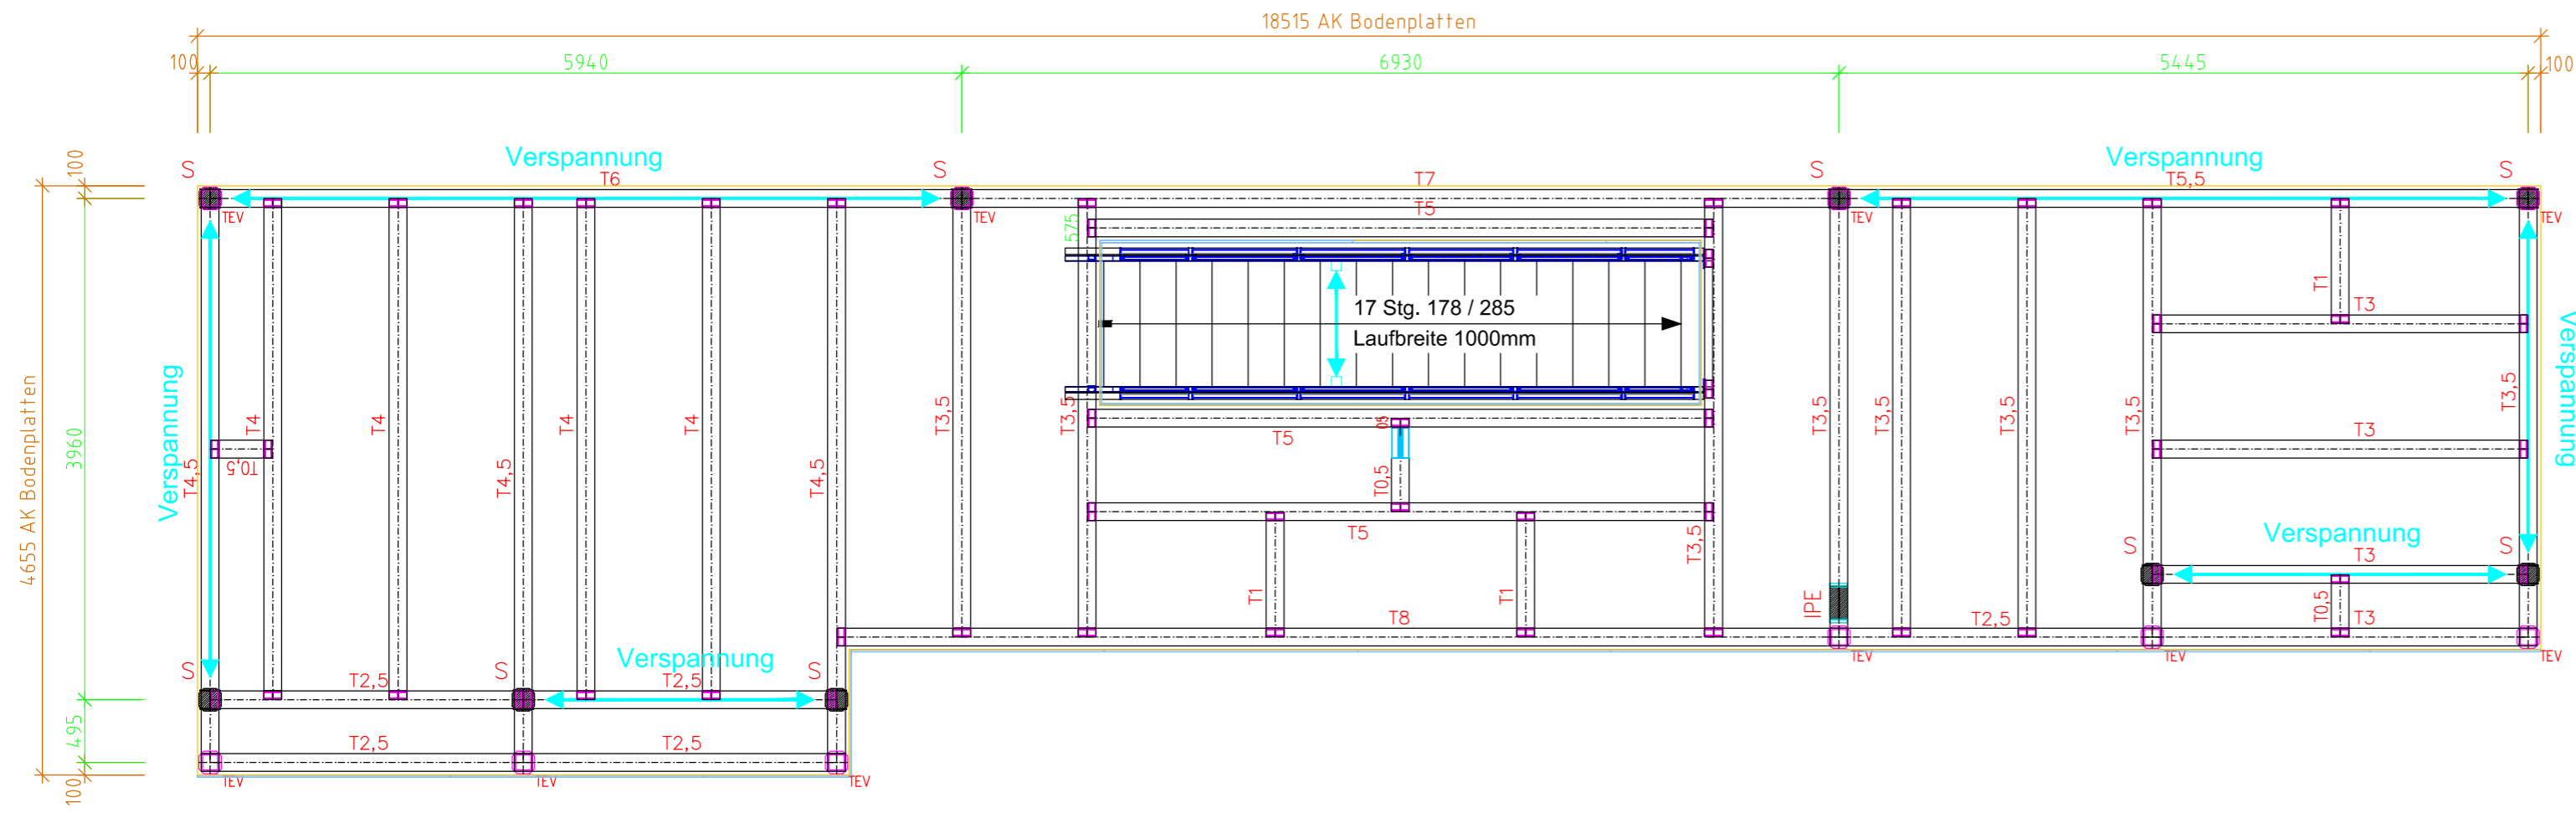 18515 AK Bodenplatten
100
5940
6930
5445
100
100
S
Verspannung
S
S
Verspannung
S
T6
T7
T5,5
TEV
TEV
T5
TEV
TEV
575
17 Stg. 178 / 285
Laufbreite 1000mm
T1
T3
4655 AK Bodenplatten
3960
Verspannung
T4,5
T4
T0,5
T4
T4,5
T4
T4
T4,5
T3,5
T3,5
T5
05
T0,5
T3,5
T3,5
T3,5
T3,5
T3
T3,5
Verspannung
T5
T3,5
S
Verspannung
S
T3
T1
T1
T8
IPE
T2,5
T0,5
T3
TEV
TEV
TEV
S
S
Verspannung
S
T2,5
T2,5
495
T2,5
T2,5
100
TEV
TEV
TEV